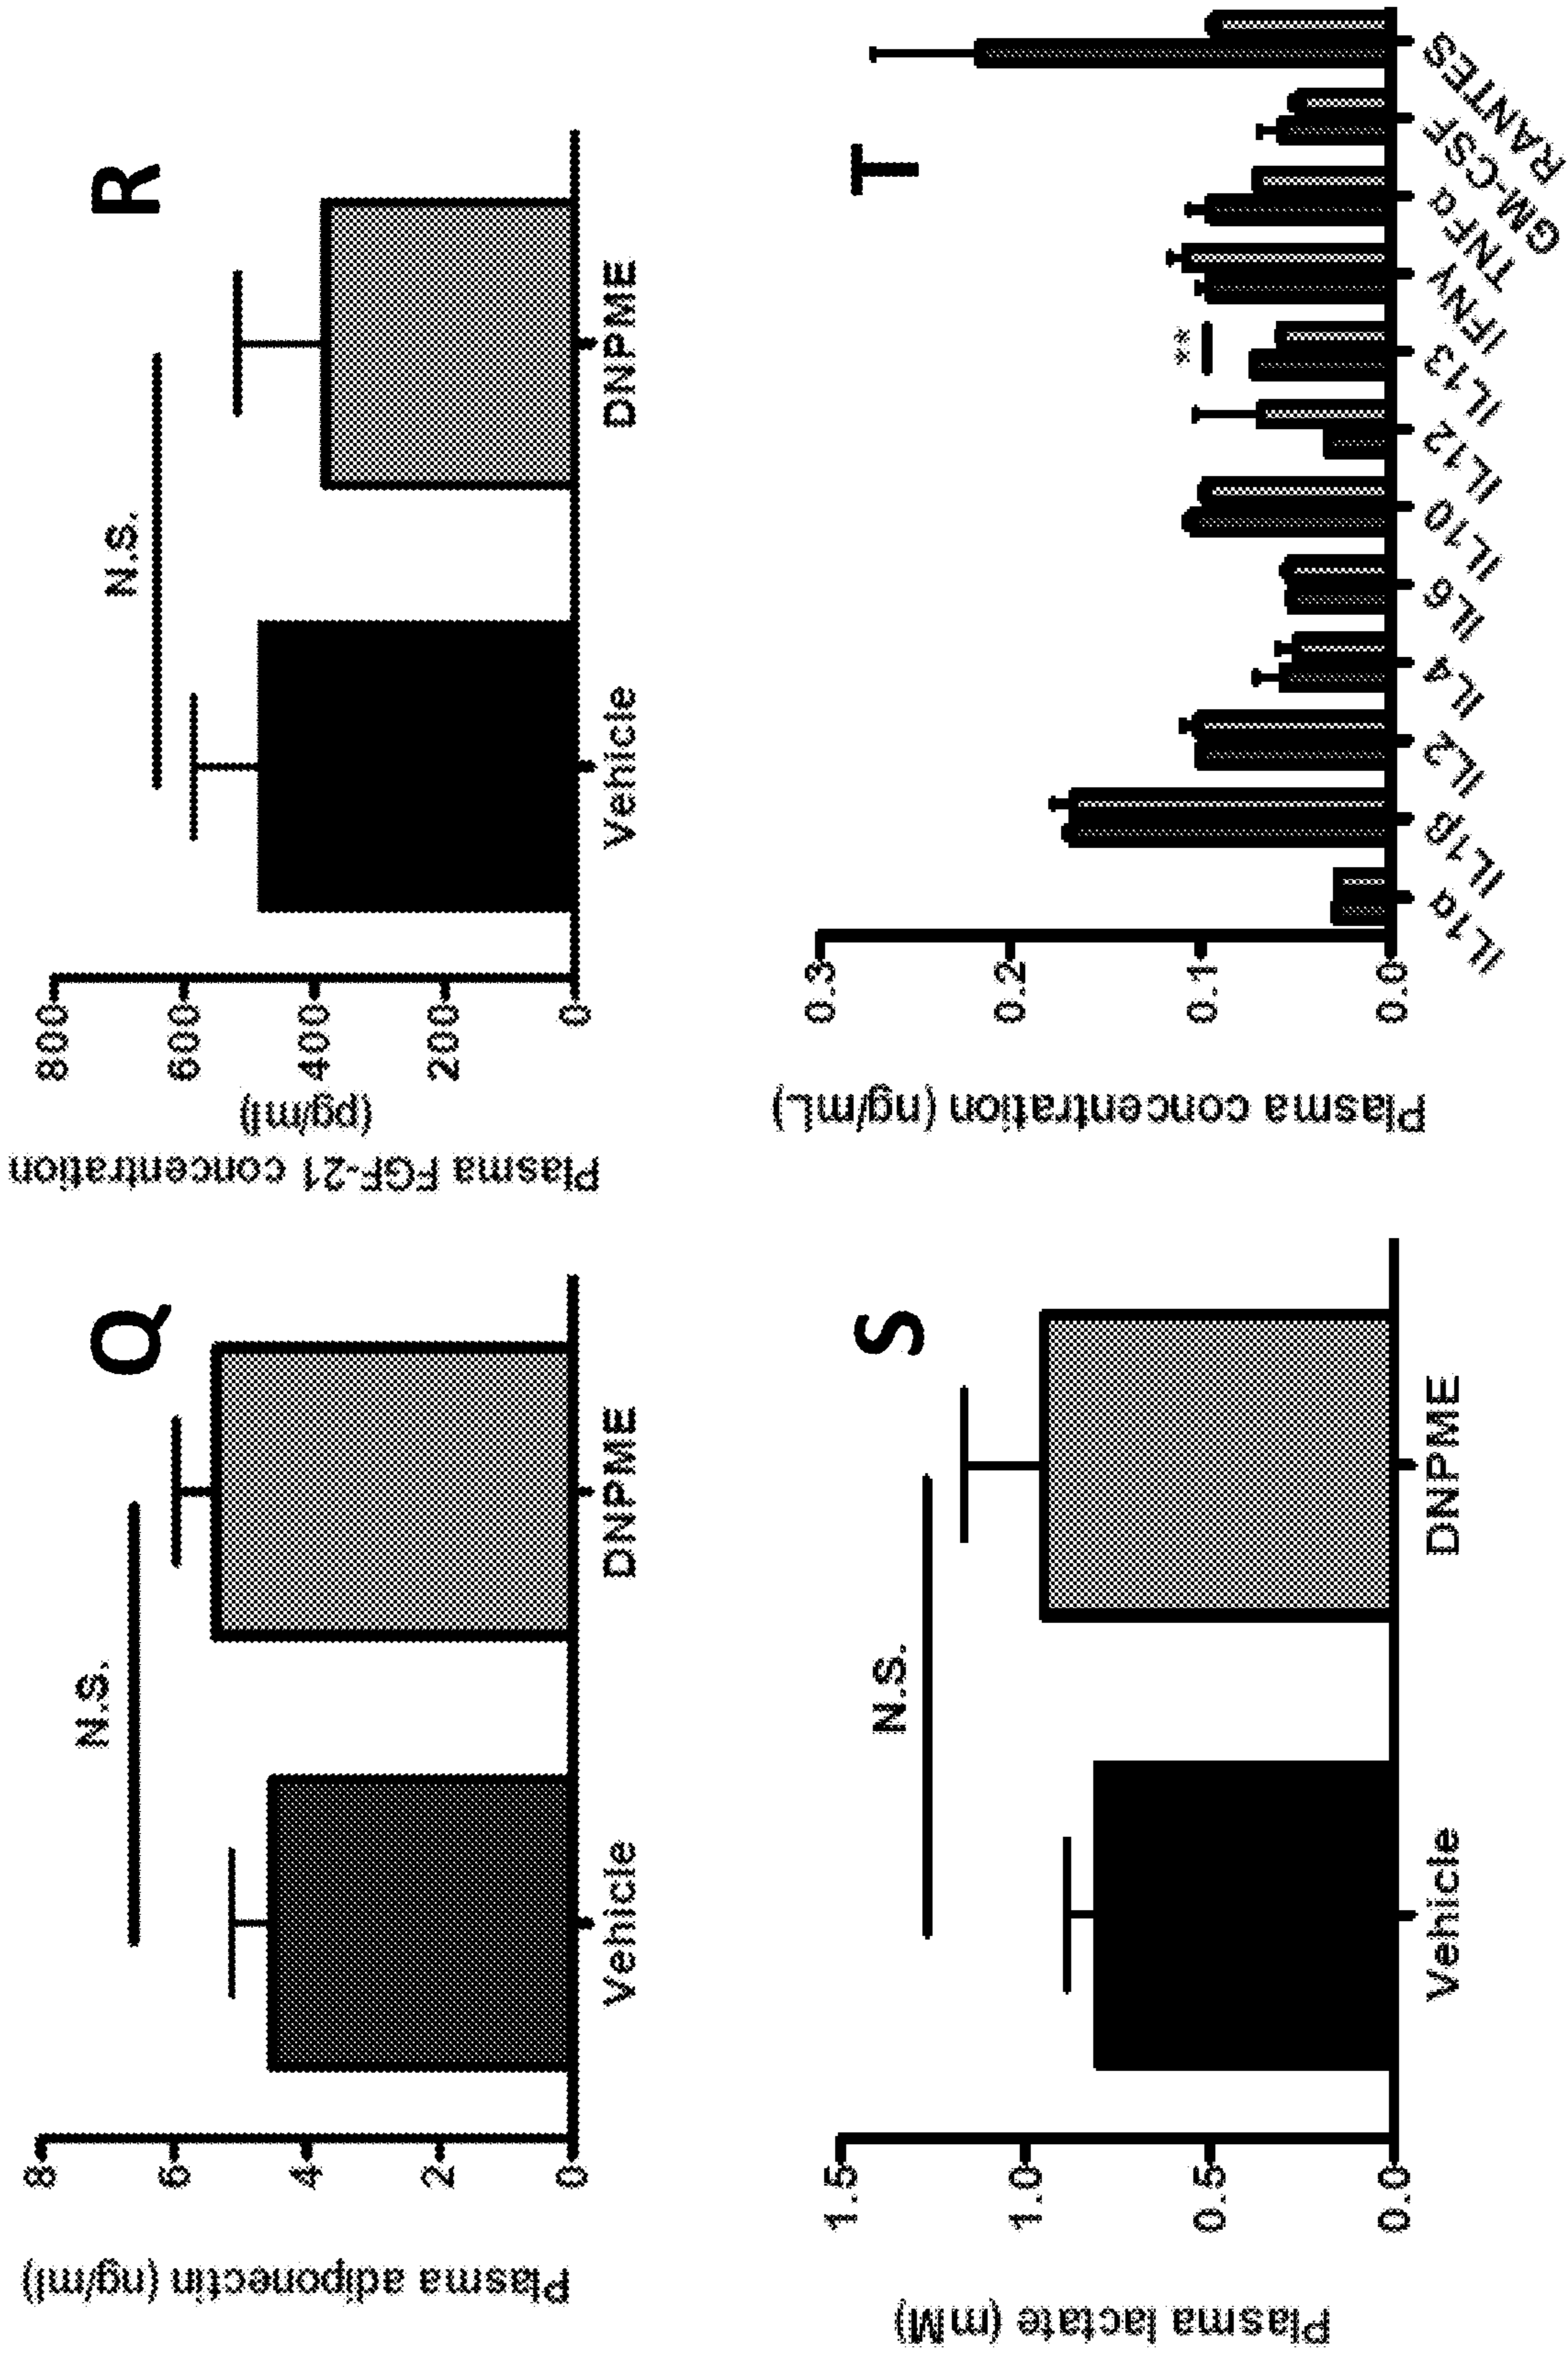 Q
Plasma adiponectin (ng/ml)
8
6
4
2
0
N.S.
Vehicle
DNPME
R
Plasma FGF-21 concentration
(pg/ml)
800
600
400
200
0
N.S.
Vehicle
DNPME
S
Plasma lactate (mM)
1.5
1.0
0.5
0.0
N.S.
Vehicle
DNPME
T
Plasma concentration (ng/mL)
0.3
0.2
0.1
0.0
**
IL1α
IL1β
IL2
IL4
IL6
IL10
IL12
IL13
IFNγ
TNFα
GM-CSF
RANTES